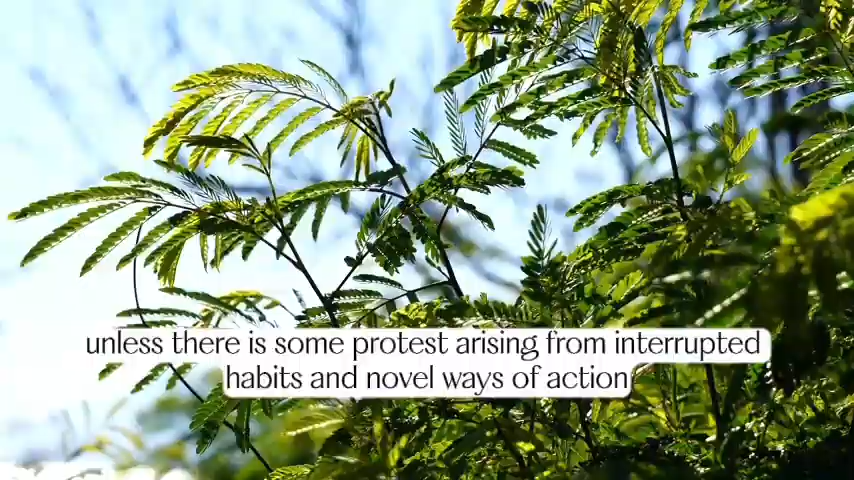 unless there is some protest arising from interrupted
habits and novel ways of action